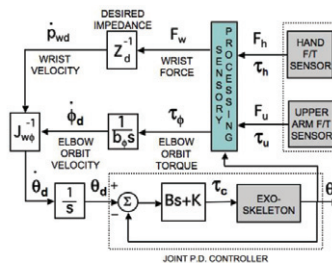 ṗwd
DESIRED
IMPEDANCE
Zd⁻¹
Fw
WRIST
VELOCITY
WRIST
FORCE
SENSORY
PROCESSING
Fh
τh
HAND
F/T
SENSOR
Jwϕ⁻¹
ϕ̇d
1/bϕs
τϕ
ELBOW
ORBIT
VELOCITY
ELBOW
ORBIT
TORQUE
Fu
τu
UPPER
ARM F/T
SENSOR
θ̇d
1/s
θd
+
−
Σ
Bs+K
τc
EXO-
SKELETON
θ
JOINT P.D. CONTROLLER